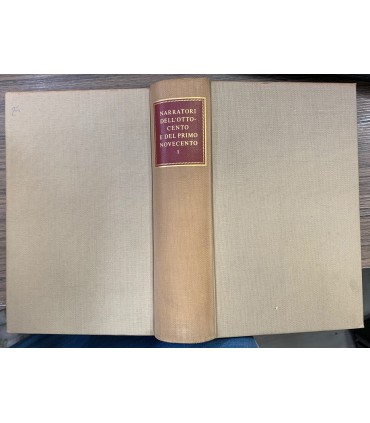 NARRATORI
DELL'OTTO-
CENTO
E DEL PRIMO
NOVECENTO